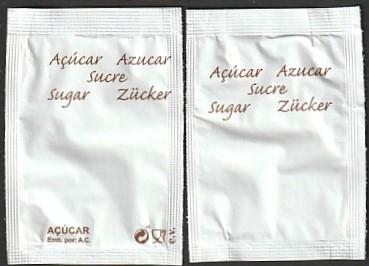 Açúcar Azucar
Sucre
Sugar Zücker
AÇÚCAR
Emb. por: A.C.
e.v.
Açúcar Azucar
Sucre
Sugar Zücker